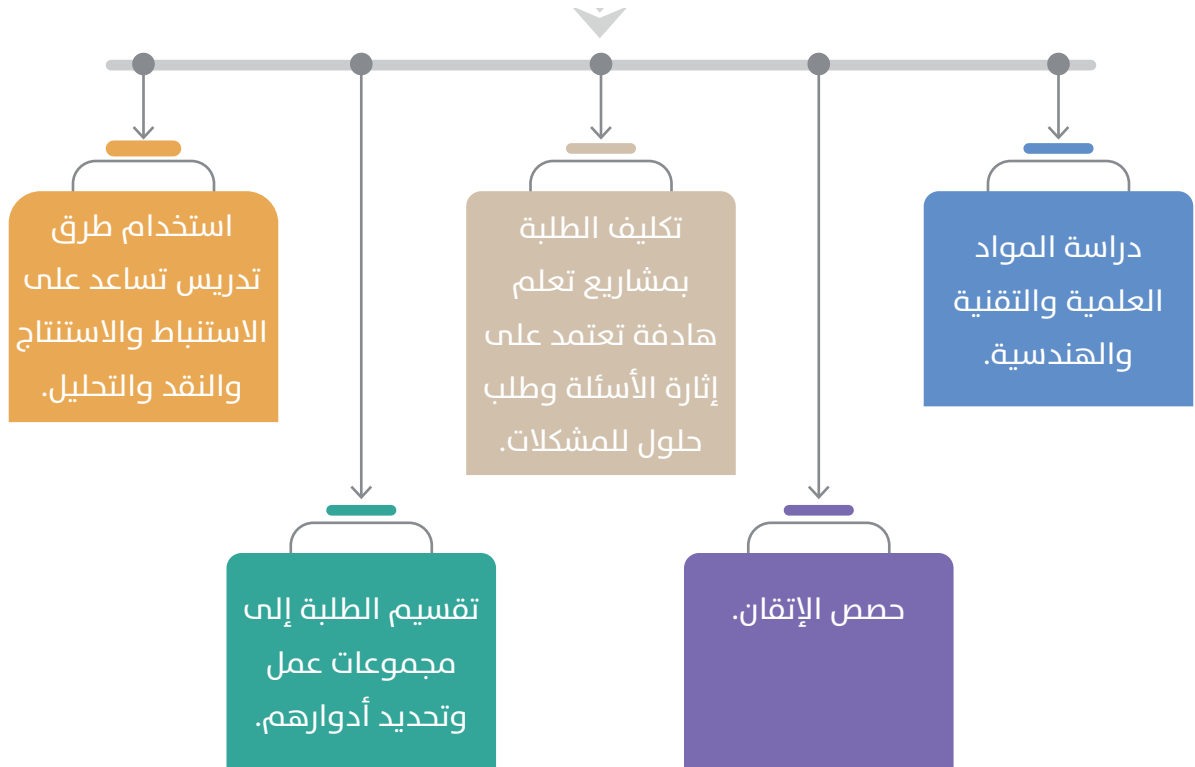 دراسة المواد
العلمية والتقنية
والهندسية.
حصص الإتقان.
تكليف الطلبة
بمشاريع تعلم
هادفة تعتمد على
إثارة الأسئلة وطلب
حلول للمشكلات.
تقسيم الطلبة إلى
مجموعات عمل
وتحديد أدوارهم.
استخدام طرق
تدريس تساعد على
الاستنباط والاستنتاج
والنقد والتحليل.